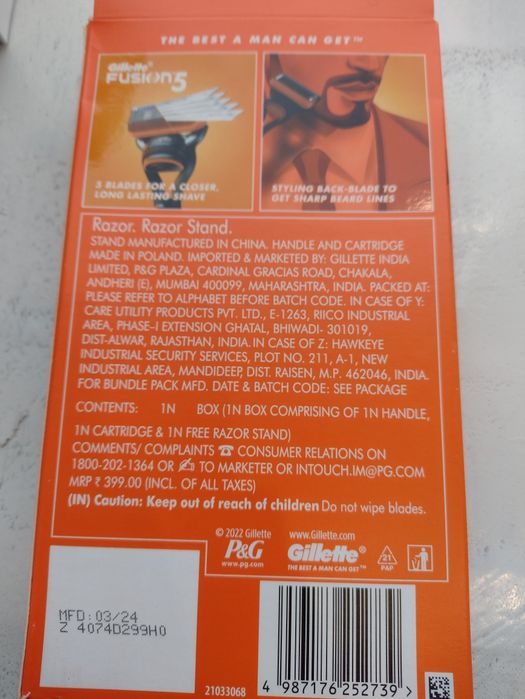 THE BEST A MAN CAN GET™
Gillette®
FUSION5
5 BLADES FOR A CLOSER,
LONG LASTING SHAVE
STYLING BACK-BLADE TO
GET SHARP BEARD LINES
Razor. Razor Stand.
STAND MANUFACTURED IN CHINA. HANDLE AND CARTRIDGE
MADE IN POLAND. IMPORTED & MARKETED BY: GILLETTE INDIA
LIMITED, P&G PLAZA, CARDINAL GRACIAS ROAD, CHAKALA,
ANDHERI (E), MUMBAI 400099, MAHARASHTRA, INDIA. PACKED AT:
PLEASE REFER TO ALPHABET BEFORE BATCH CODE. IN CASE OF Y:
CARE UTILITY PRODUCTS PVT. LTD., E-1263, RIICO INDUSTRIAL
AREA, PHASE-I EXTENSION GHATAL, BHIWADI- 301019,
DIST-ALWAR, RAJASTHAN, INDIA. IN CASE OF Z: HAWKEYE
INDUSTRIAL SECURITY SERVICES, PLOT NO. 211, A-1, NEW
INDUSTRIAL AREA, MANDIDEEP, DIST. RAISEN, M.P. 462046, INDIA.
FOR BUNDLE PACK MFD. DATE & BATCH CODE: SEE PACKAGE
CONTENTS: 1N BOX (1N BOX COMPRISING OF 1N HANDLE,
1N CARTRIDGE & 1N FREE RAZOR STAND)
COMMENTS/ COMPLAINTS ☎ CONSUMER RELATIONS ON
1800-202-1364 OR ✍ TO MARKETER OR INTOUCH.IM@PG.COM
MRP ₹ 399.00 (INCL. OF ALL TAXES)
(IN) Caution: Keep out of reach of children Do not wipe blades.
© 2022 Gillette www.Gillette.com
P&G
www.pg.com
Gillette®
THE BEST A MAN CAN GET™
21
PAP
MFD:03/24
Z 4074D299H0
21033068
4 987176 252739 >